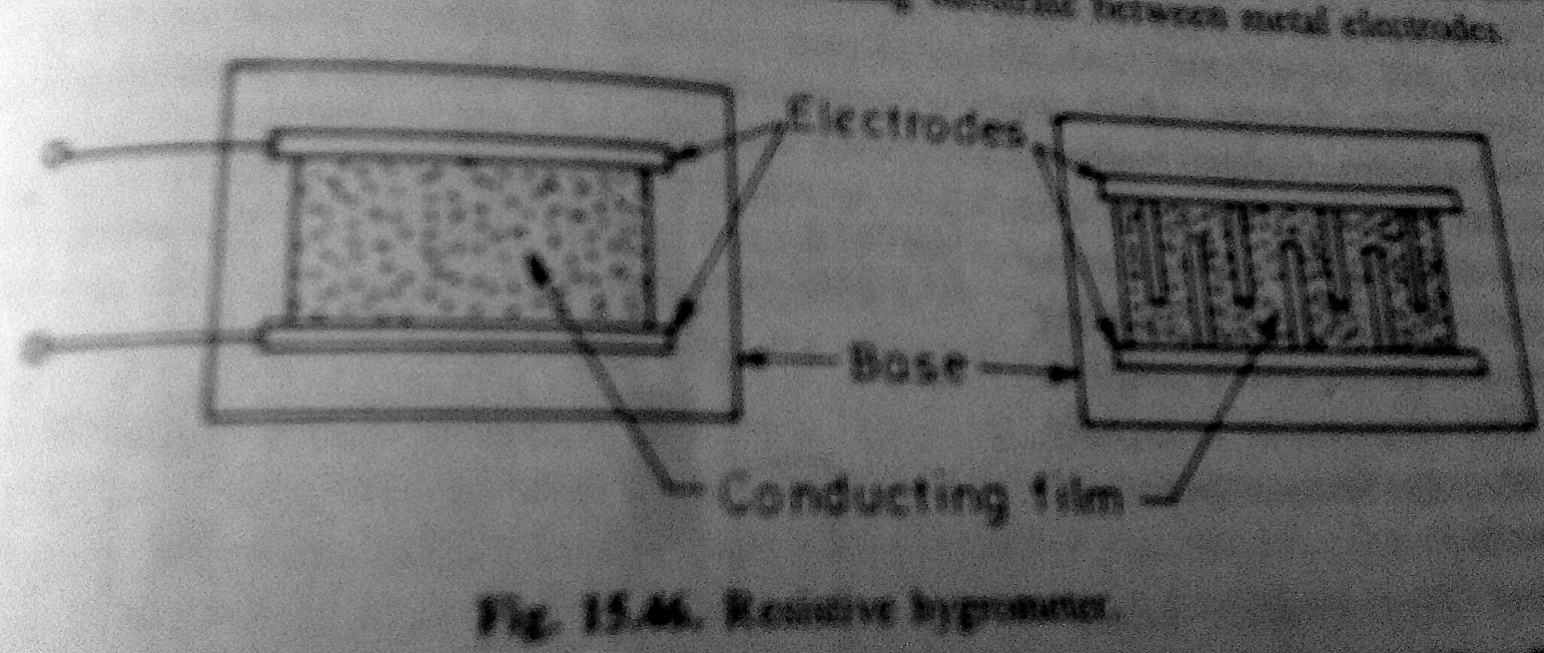 between metal electrodes.
Electrodes
Base
Conducting film
Fig. 15.46. Resistive hygrometer.